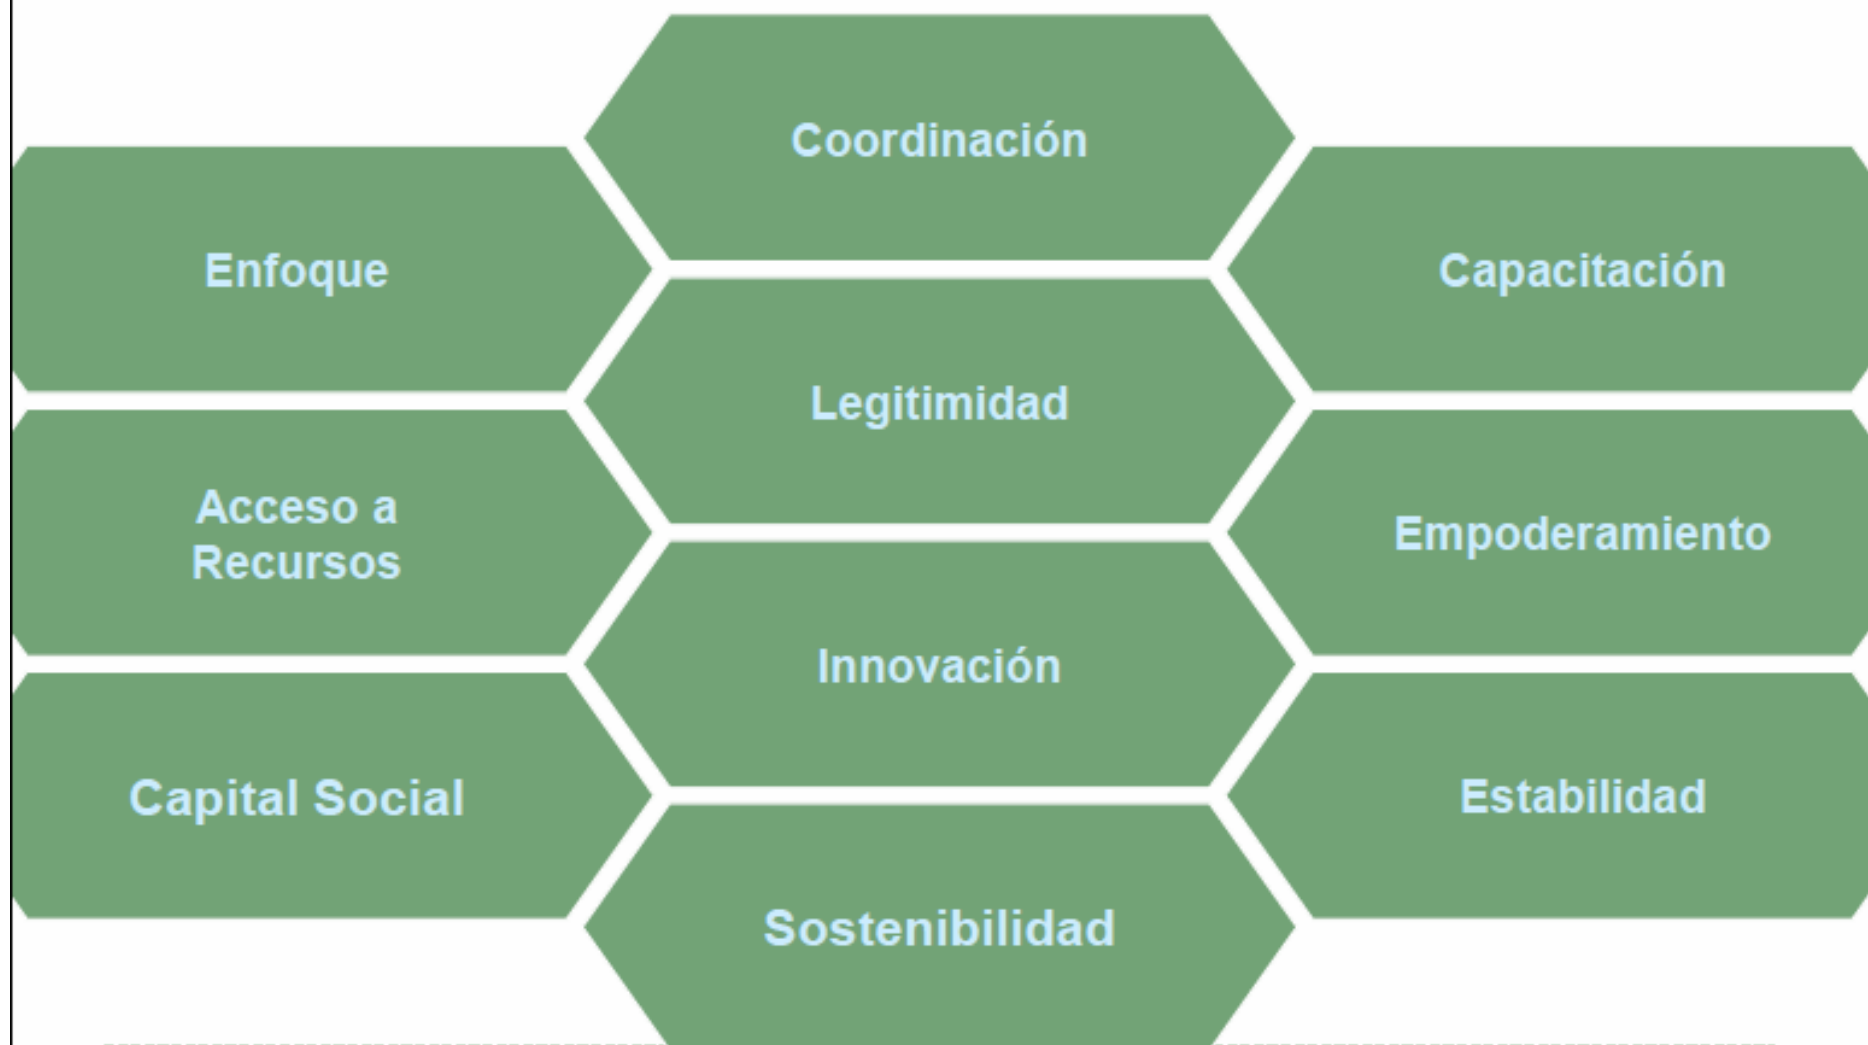 Coordinación
Enfoque
Capacitación
Legitimidad
Acceso a
Recursos
Empoderamiento
Innovación
Capital Social
Estabilidad
Sostenibilidad